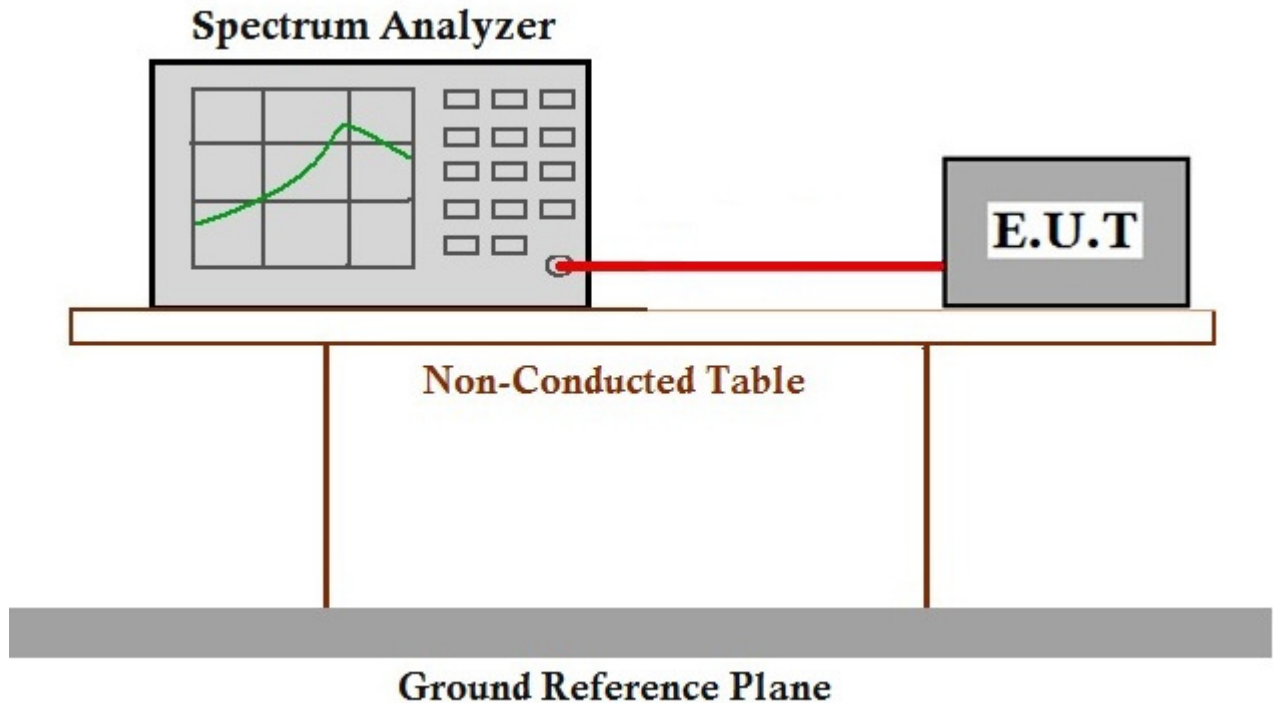 Spectrum Analyzer
E.U.T
Non-Conducted Table
Ground Reference Plane